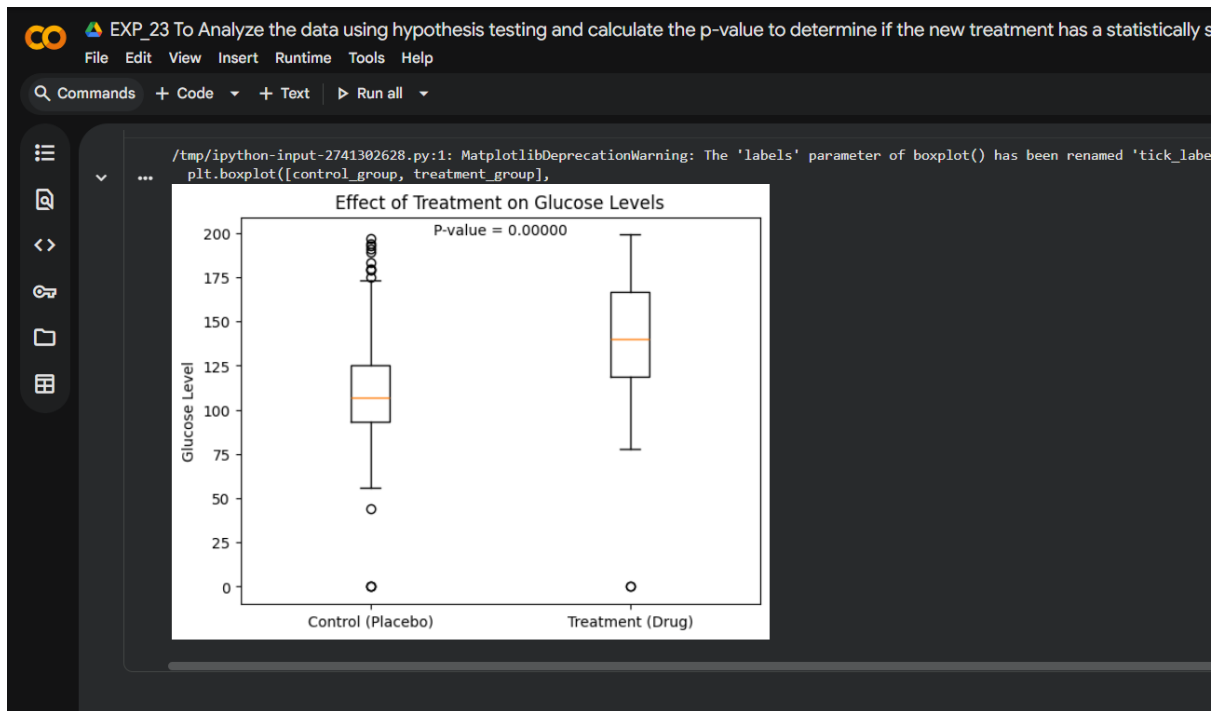 EXP_23 To Analyze the data using hypothesis testing and calculate the p-value to determine if the new treatment has a statistically s
File Edit View Insert Runtime Tools Help
Commands + Code + Text Run all
/tmp/ipython-input-2741302628.py:1: MatplotlibDeprecationWarning: The 'labels' parameter of boxplot() has been renamed 'tick_labe
plt.boxplot([control_group, treatment_group],
Effect of Treatment on Glucose Levels
P-value = 0.00000
200
175
150
125
100
75
50
25
0
Glucose Level
Control (Placebo) Treatment (Drug)